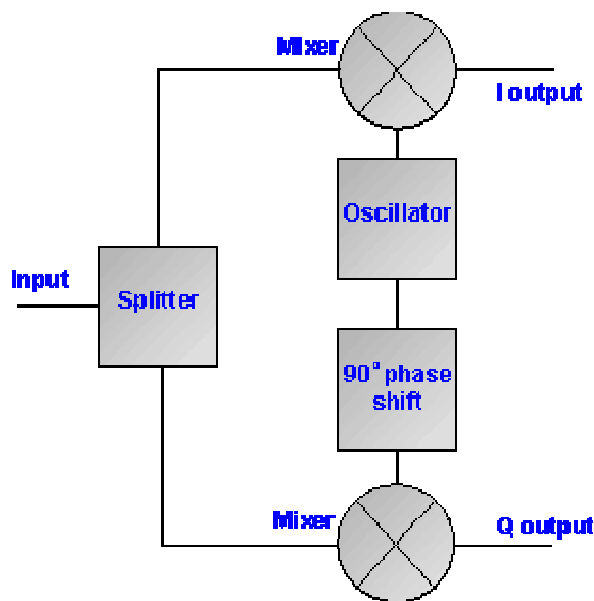 Mixer
I output
Oscillator
Input
Splitter
90° phase
shift
Mixer
Q output